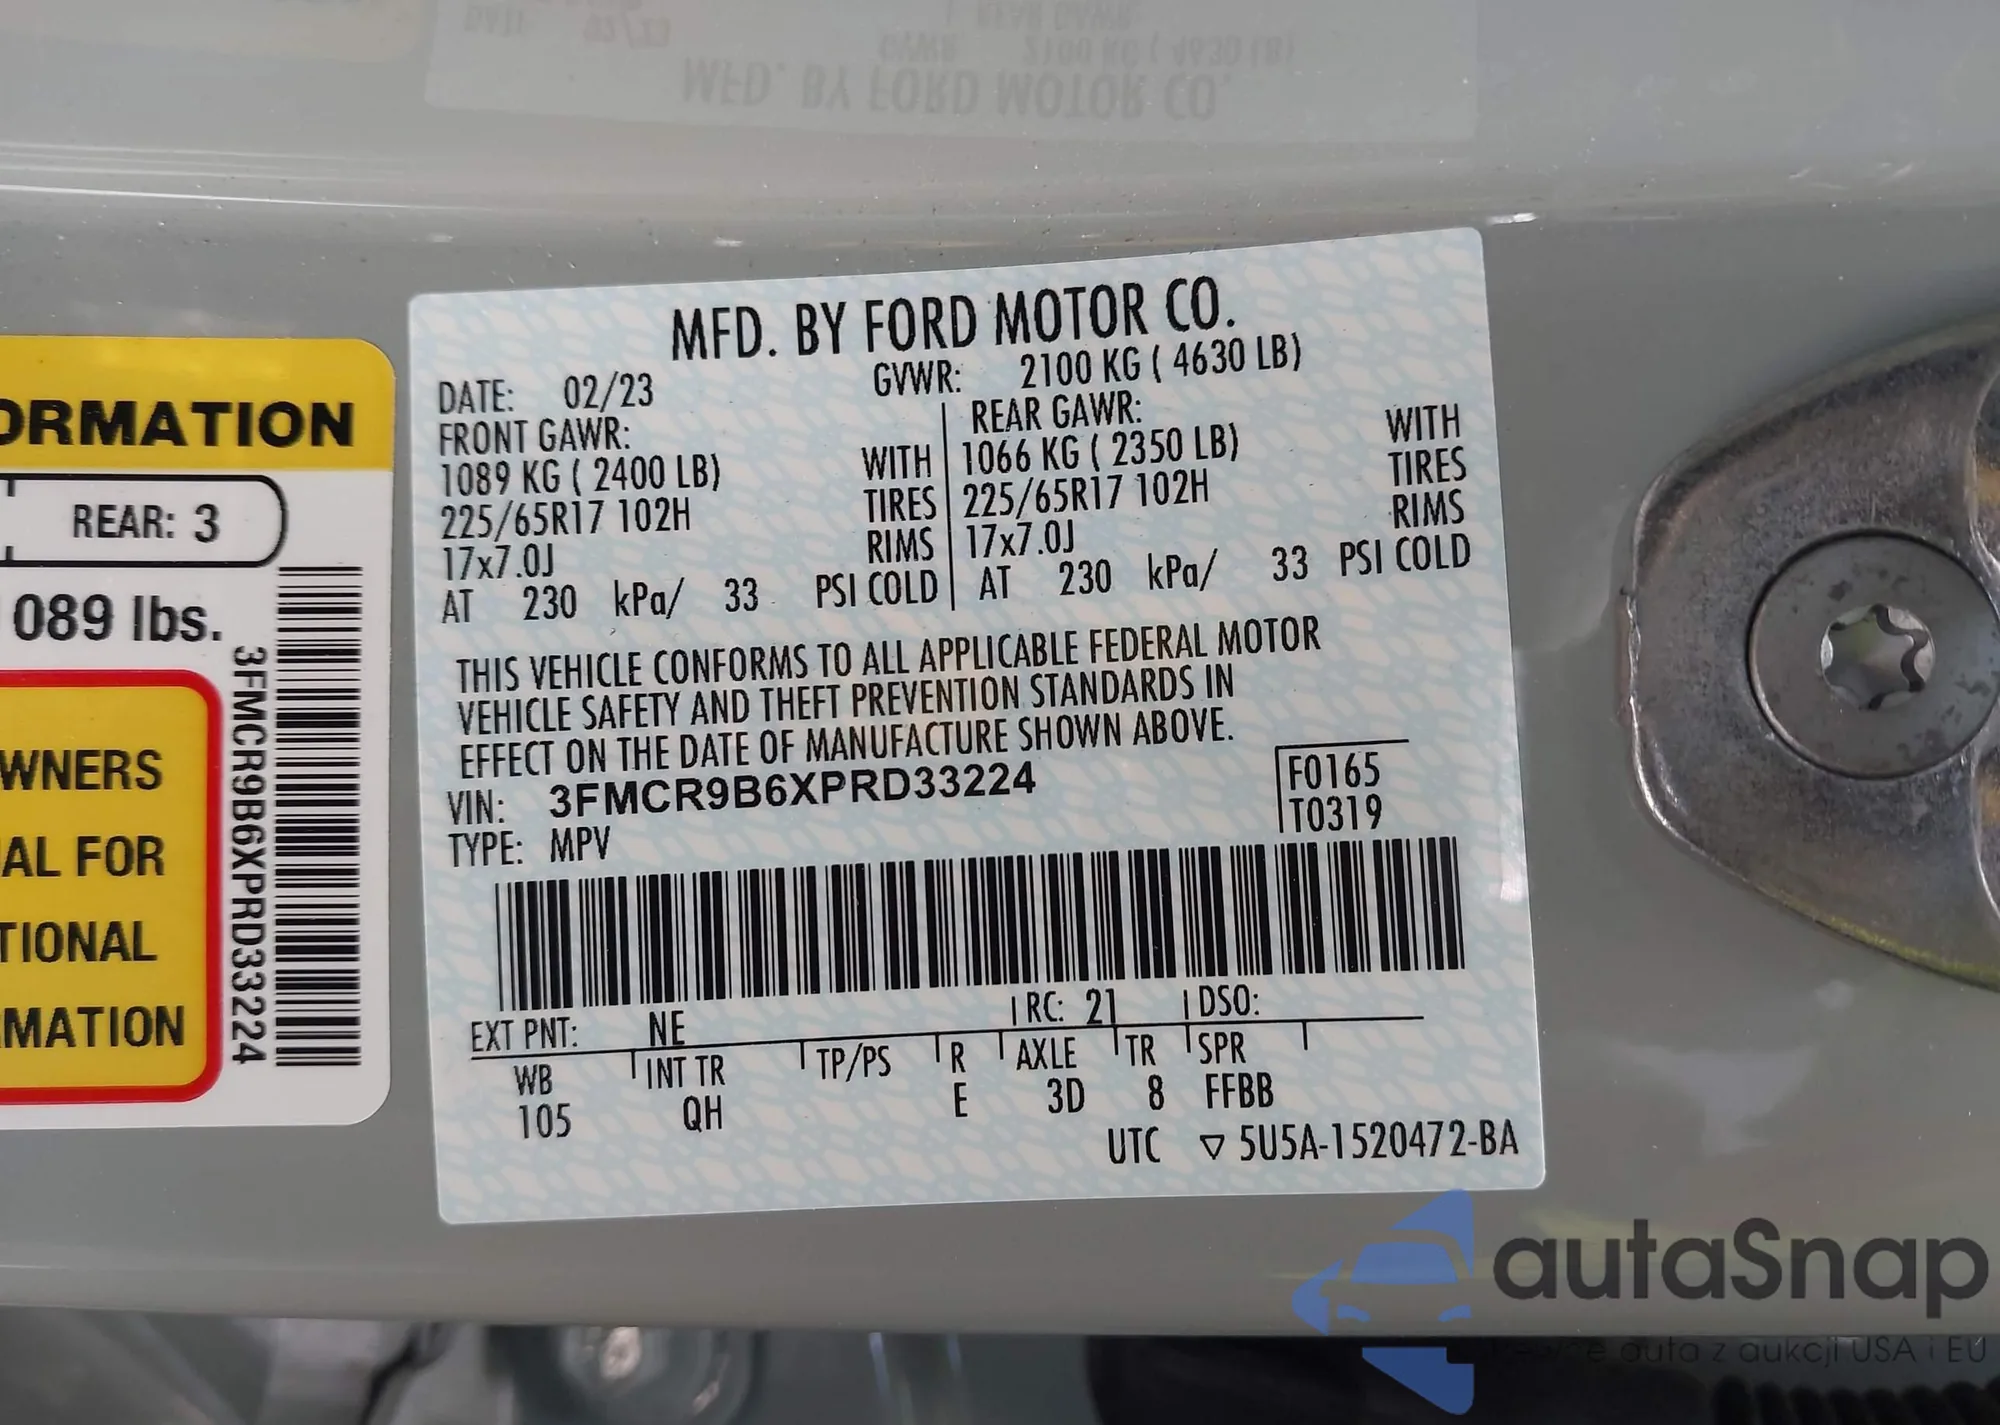 MFD. BY FORD MOTOR CO.
DATE: 02/23 GVWR: 2100 KG ( 4630 LB)
FRONT GAWR: REAR GAWR:
1089 KG ( 2400 LB) WITH 1066 KG ( 2350 LB) WITH
225/65R17 102H TIRES 225/65R17 102H TIRES
17x7.0J RIMS 17x7.0J RIMS
AT 230 kPa/ 33 PSI COLD AT 230 kPa/ 33 PSI COLD
THIS VEHICLE CONFORMS TO ALL APPLICABLE FEDERAL MOTOR
VEHICLE SAFETY AND THEFT PREVENTION STANDARDS IN
EFFECT ON THE DATE OF MANUFACTURE SHOWN ABOVE.
VIN: 3FMCR9B6XPRD33224
F0165
TYPE: MPV
T0319
EXT PNT: NE RC: 21 DSO:
WB INT TR TP/PS R AXLE TR SPR
105 QH E 3D 8 FFBB
UTC ▽ 5U5A-1520472-BA
ORMATION
REAR: 3
089 lbs.
3FMCR9B6XPRD33224
WNERS
AL FOR
TIONAL
MATION
autaSnap
auta z aukcji USA i EU